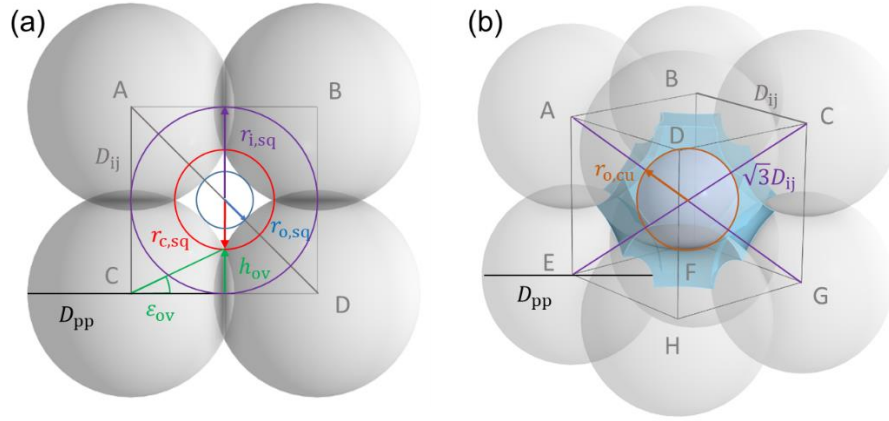 (a)
A
B
D_ij
r_i,sq
r_c,sq
r_o,sq
h_ov
C
D
D_pp
ε_ov
(b)
B
D_ij
A
C
D
r_o,cu
√3D_ij
E
F
G
D_pp
H